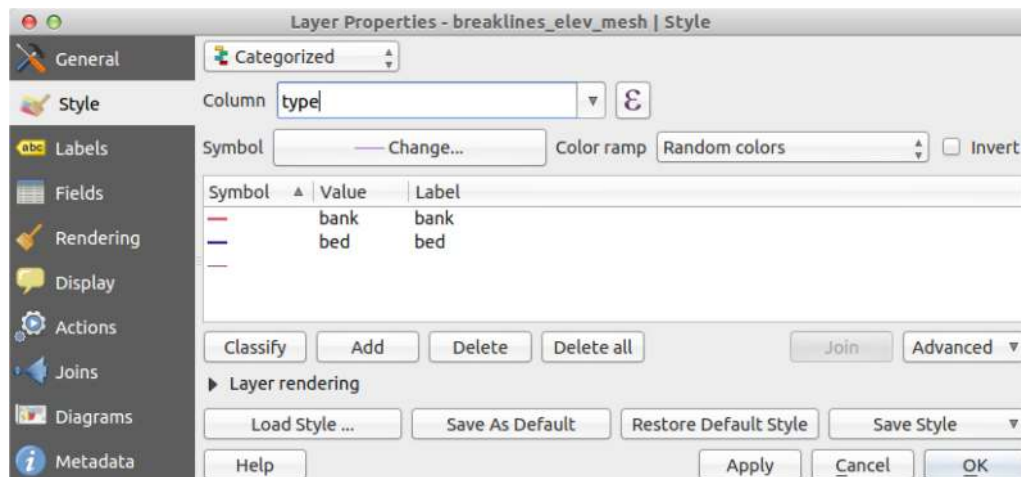 Layer Properties - breaklines_elev_mesh | Style
General
Style
abc Labels
Fields
Rendering
Display
Actions
Joins
Diagrams
i Metadata
Categorized
Column type ε
Symbol Change... Color ramp Random colors Invert
Symbol Value Label
bank bank
bed bed
Classify Add Delete Delete all Join Advanced
Layer rendering
Load Style ... Save As Default Restore Default Style Save Style
Help Apply Cancel OK